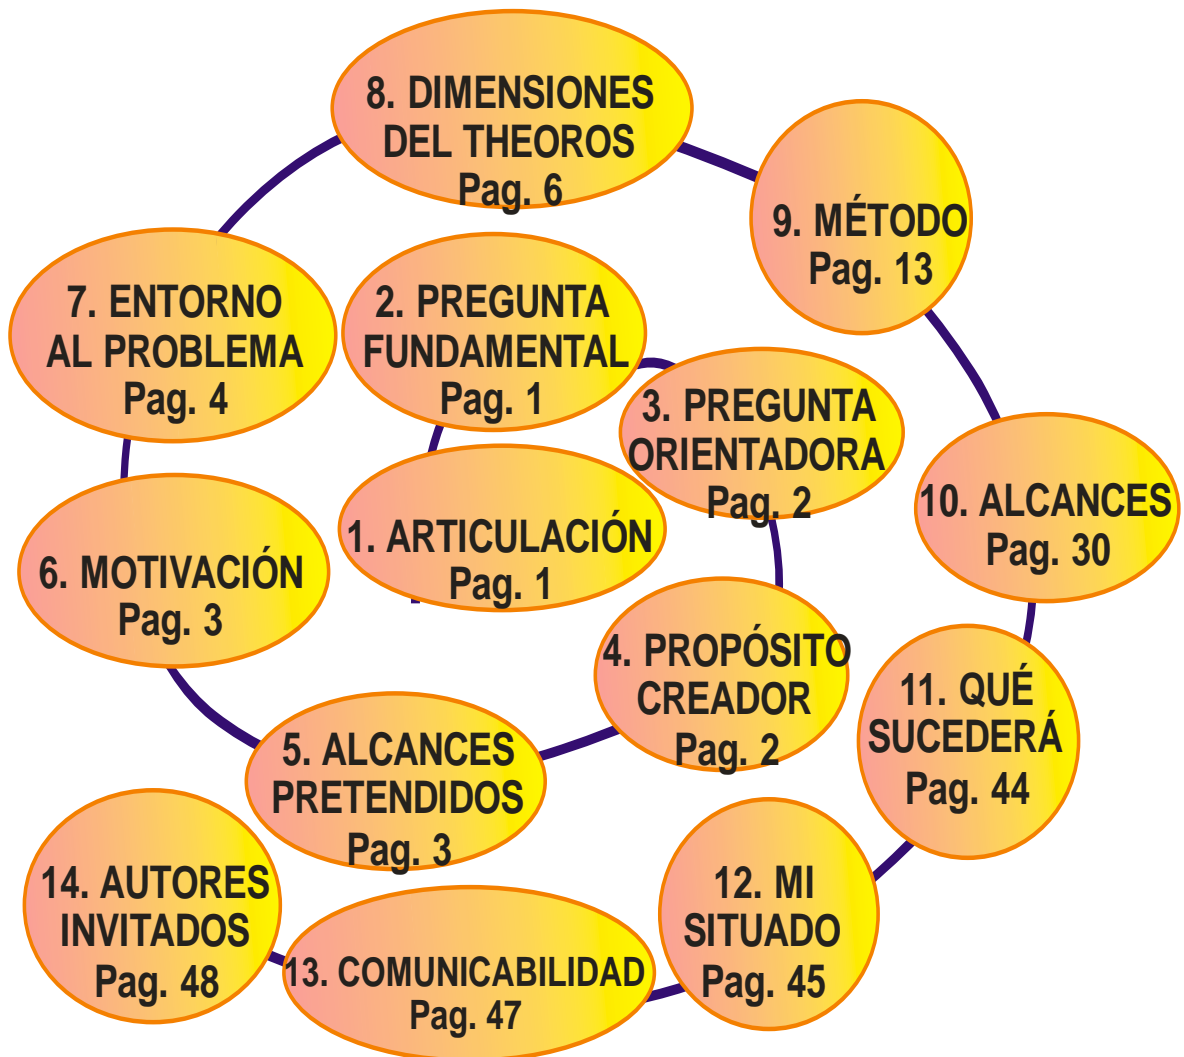 1. ARTICULACIÓN
Pag. 1
2. PREGUNTA
FUNDAMENTAL
Pag. 1
3. PREGUNTA
ORIENTADORA
Pag. 2
4. PROPÓSITO
CREADOR
Pag. 2
5. ALCANCES
PRETENDIDOS
Pag. 3
6. MOTIVACIÓN
Pag. 3
7. ENTORNO
AL PROBLEMA
Pag. 4
8. DIMENSIONES
DEL THEOROS
Pag. 6
9. MÉTODO
Pag. 13
10. ALCANCES
Pag. 30
11. QUÉ
SUCEDERÁ
Pag. 44
12. MI
SITUADO
Pag. 45
13. COMUNICABILIDAD
Pag. 47
14. AUTORES
INVITADOS
Pag. 48